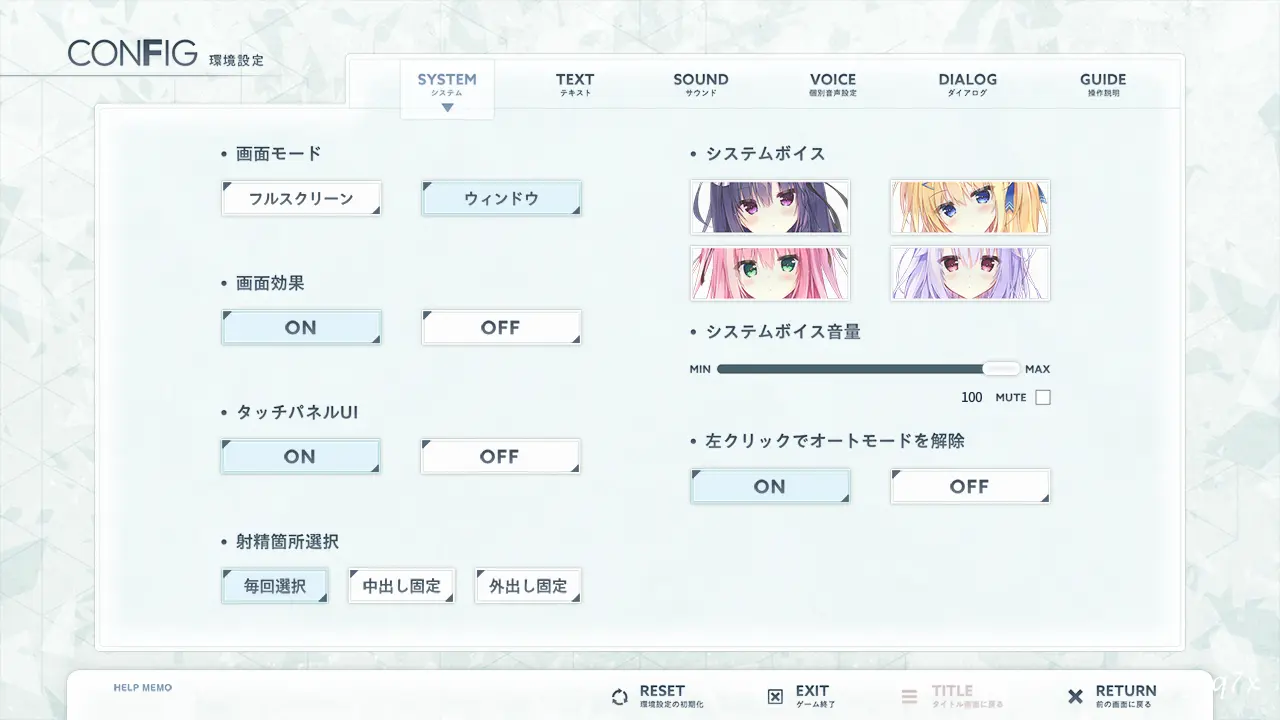 CONFIG 環境設定
SYSTEM
システム
TEXT
テキスト
SOUND
サウンド
VOICE
個別音声設定
DIALOG
ダイアログ
GUIDE
操作説明
• 画面モード
フルスクリーン
ウィンドウ
• 画面効果
ON
OFF
• タッチパネルUI
ON
OFF
• 射精箇所選択
毎回選択
中出し固定
外出し固定
• システムボイス
• システムボイス音量
MIN
MAX
100
MUTE
• 左クリックでオートモードを解除
ON
OFF
HELP MEMO
RESET
環境設定の初期化
EXIT
ゲーム終了
TITLE
タイトル画面に戻る
RETURN
前の画面に戻る